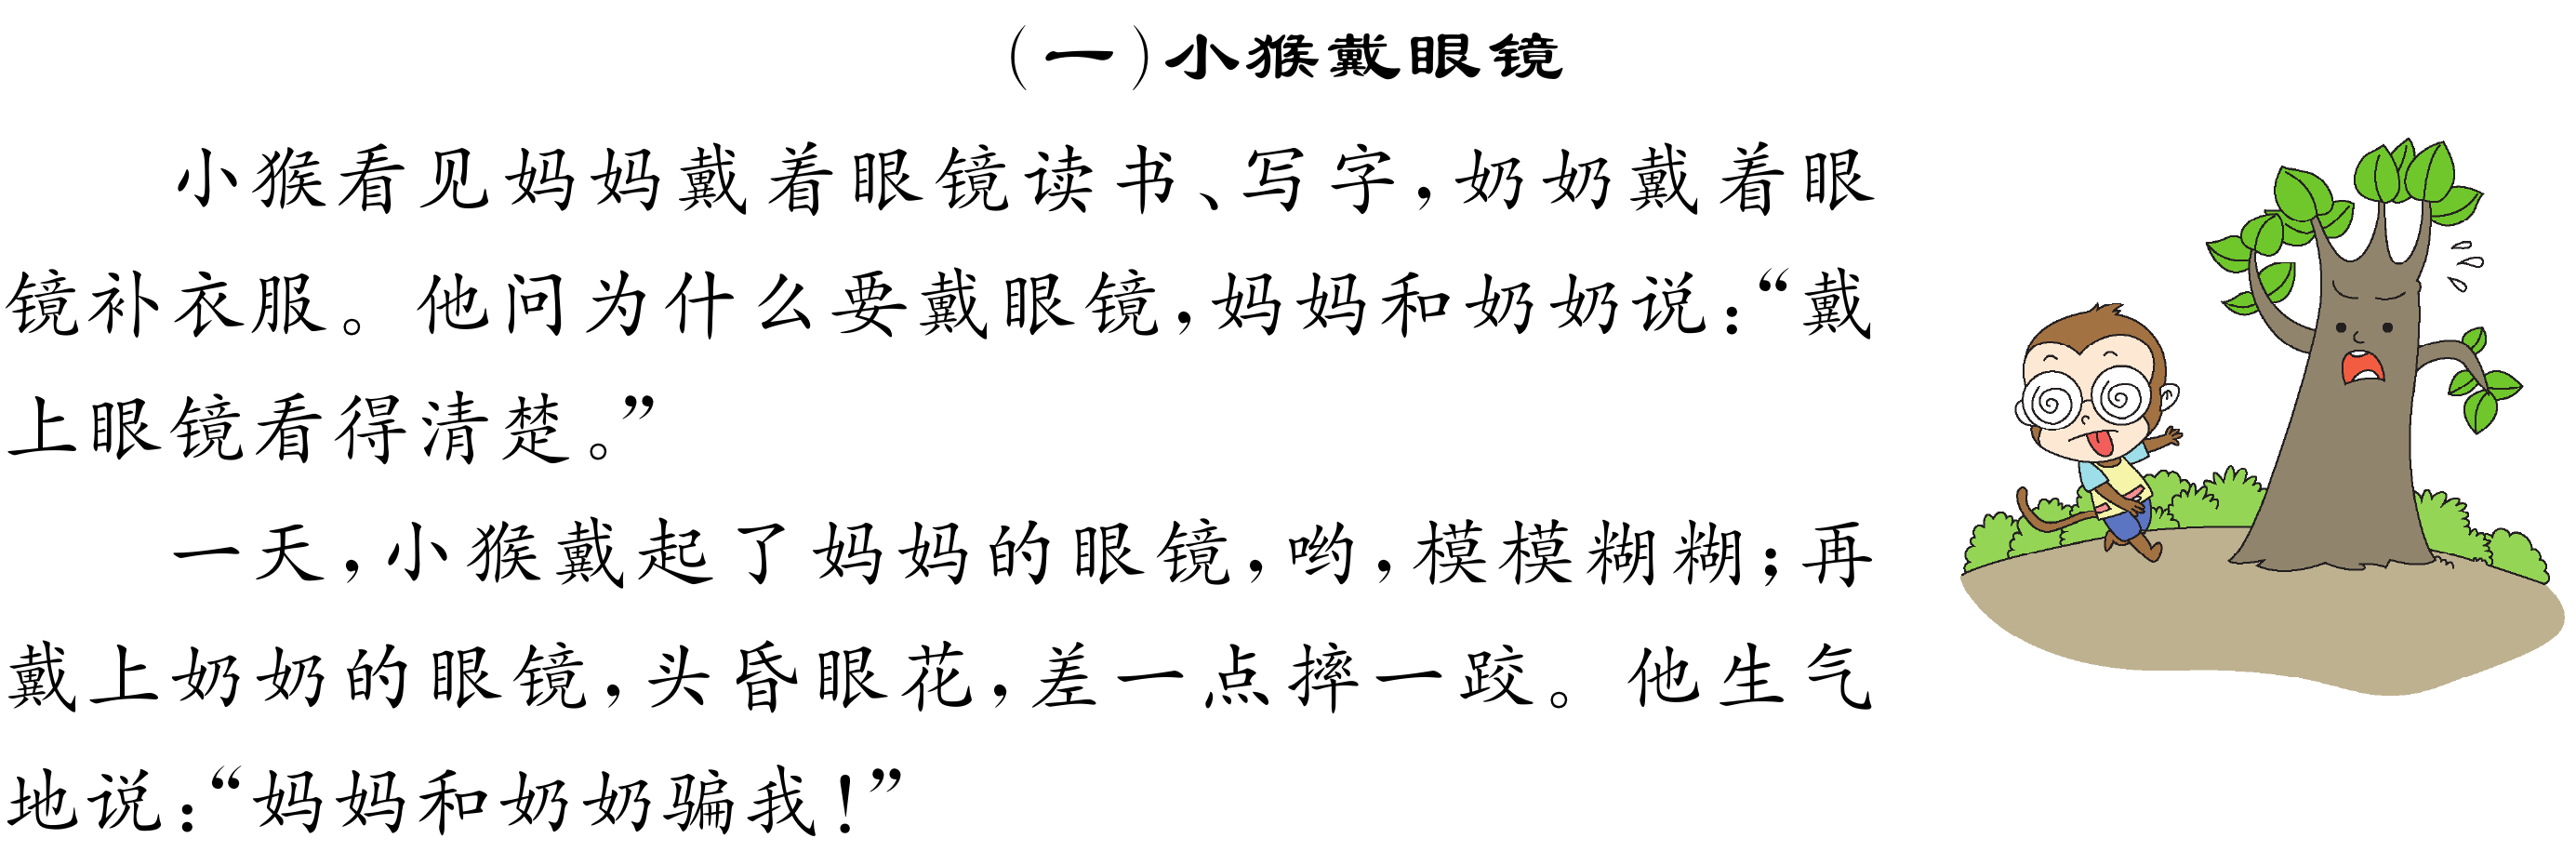 （一）小猴戴眼镜
小猴看见妈妈戴着眼镜读书、写字，奶奶戴着眼
镜补衣服。他问为什么要戴眼镜，妈妈和奶奶说：“戴
上眼镜看得清楚。”
一天，小猴戴起了妈妈的眼镜，哟，模模糊糊；再
戴上奶奶的眼镜，头昏眼花，差一点摔一跤。他生气
地说：“妈妈和奶奶骗我！”